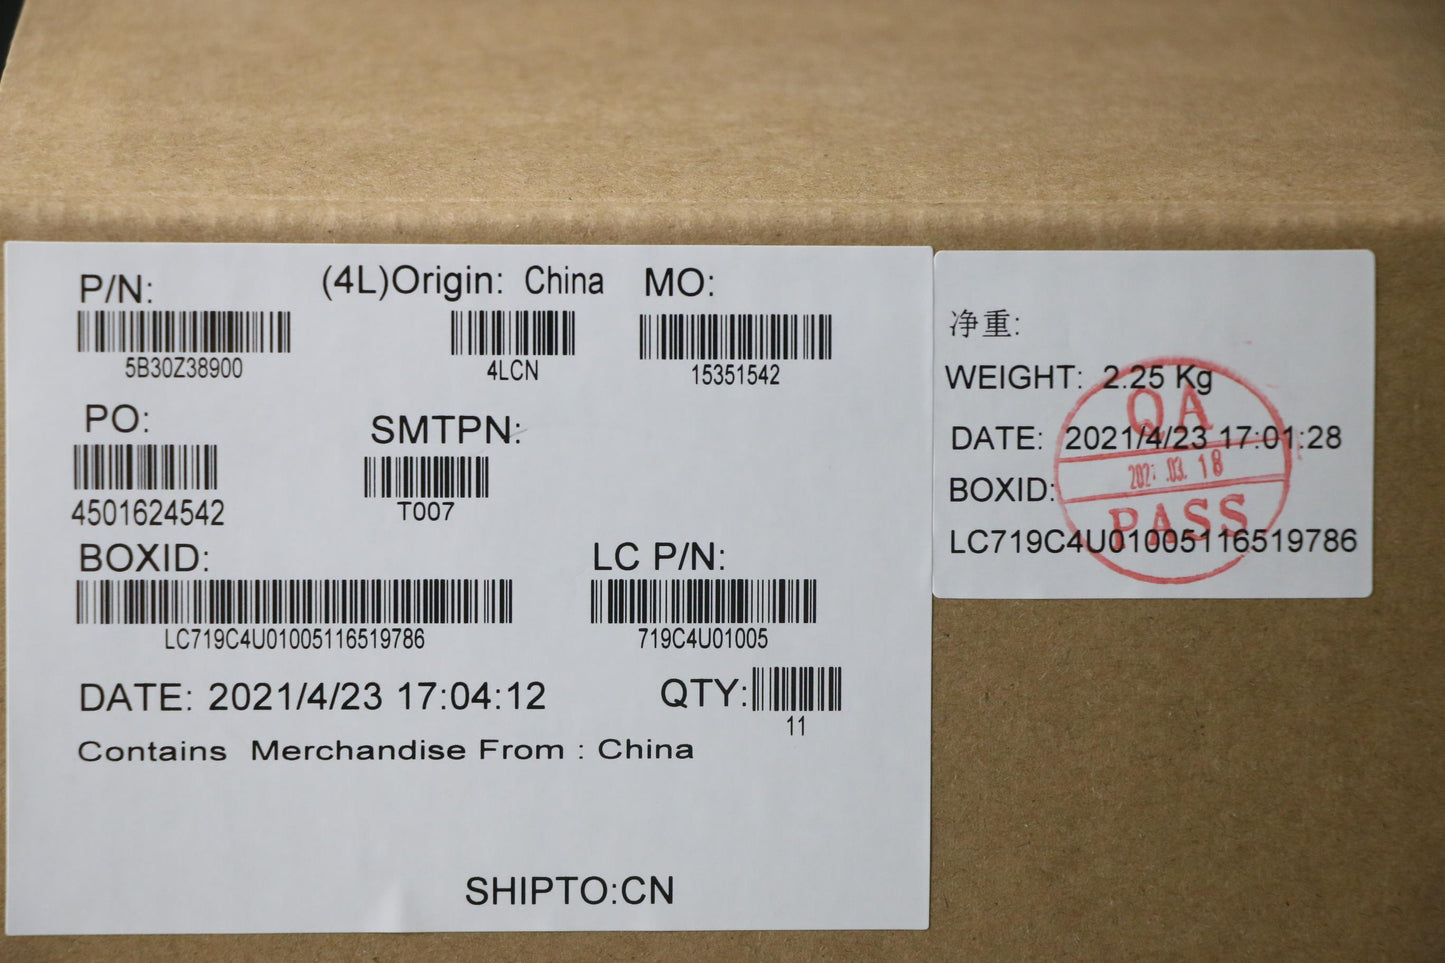 P/N: (4L)Origin: China MO:
5B30Z38900 4LCN 15351542
PO: SMTPN:
4501624542 T007
BOXID: LC P/N:
LC719C4U01005116519786 719C4U01005
DATE: 2021/4/23 17:04:12 QTY:
11
Contains Merchandise From : China
SHIPTO:CN
净重:
WEIGHT: 2.25 Kg
DATE: 2021/4/23 17:01:28
BOXID:
LC719C4U01005116519786
QA
.03. 18
PASS